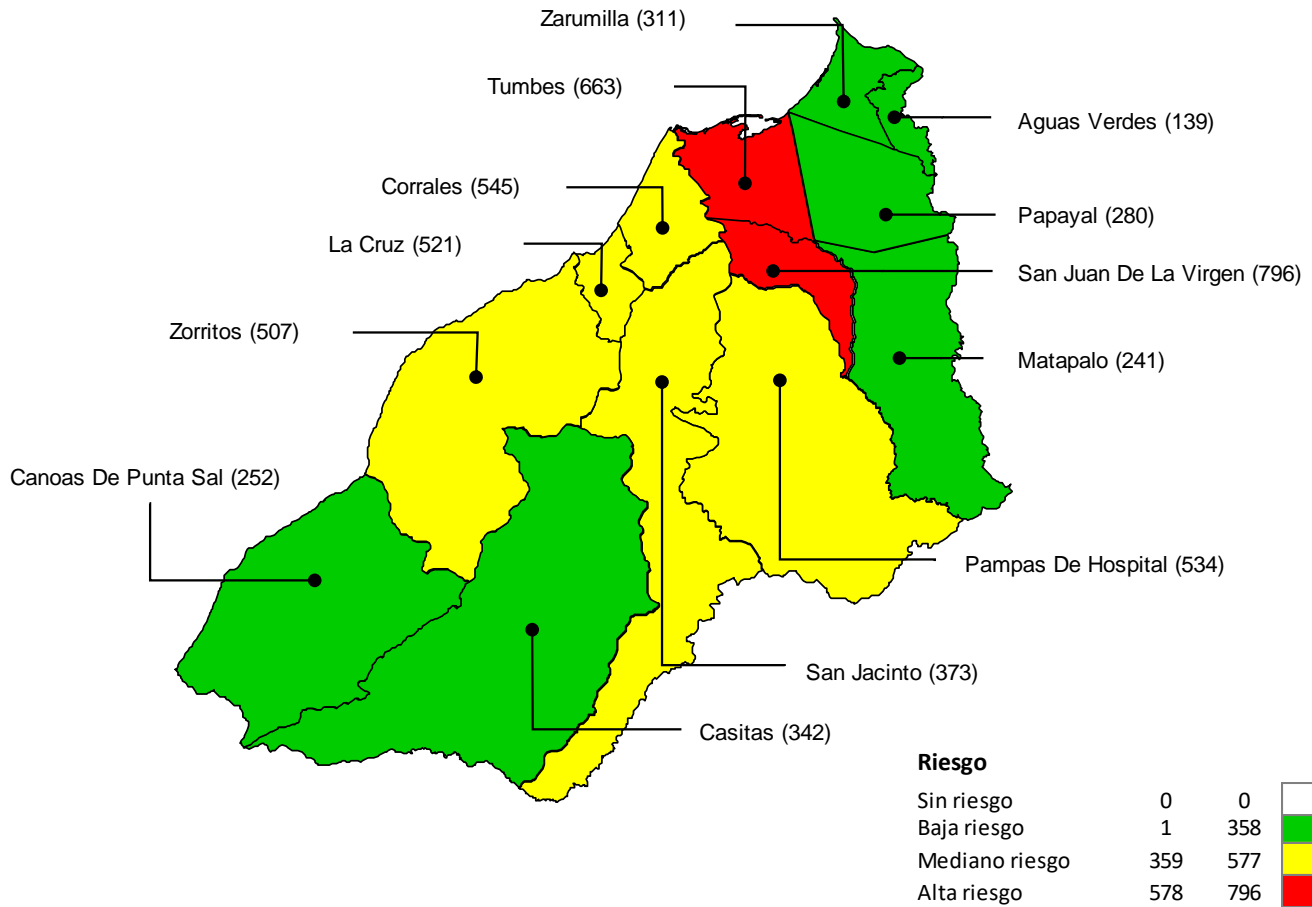 Zarumilla (311)
Tumbes (663)
Aguas Verdes (139)
Corrales (545)
Papayal (280)
La Cruz (521)
San Juan De La Virgen (796)
Zorritos (507)
Matapalo (241)
Canoas De Punta Sal (252)
Pampas De Hospital (534)
San Jacinto (373)
Casitas (342)
Riesgo
Sin riesgo 0 0
Baja riesgo 1 358
Mediano riesgo 359 577
Alta riesgo 578 796